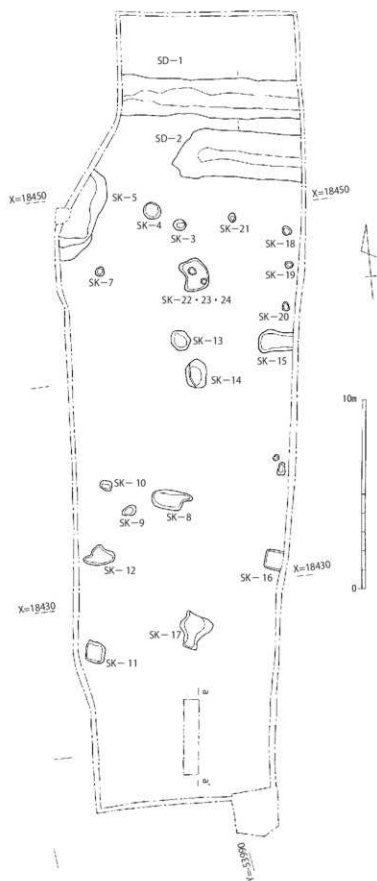 SD-1
SD-2
X=18450
X=18450
SK-5
SK-4
SK-3
SK-21
SK-18
SK-7
SK-19
SK-22・23・24
SK-20
SK-13
SK-15
SK-14
10m
SK-10
SK-9
SK-8
SK-12
SK-16
X=18430
0
X=18430
SK-17
SK-11
a
a'
Y=-53990